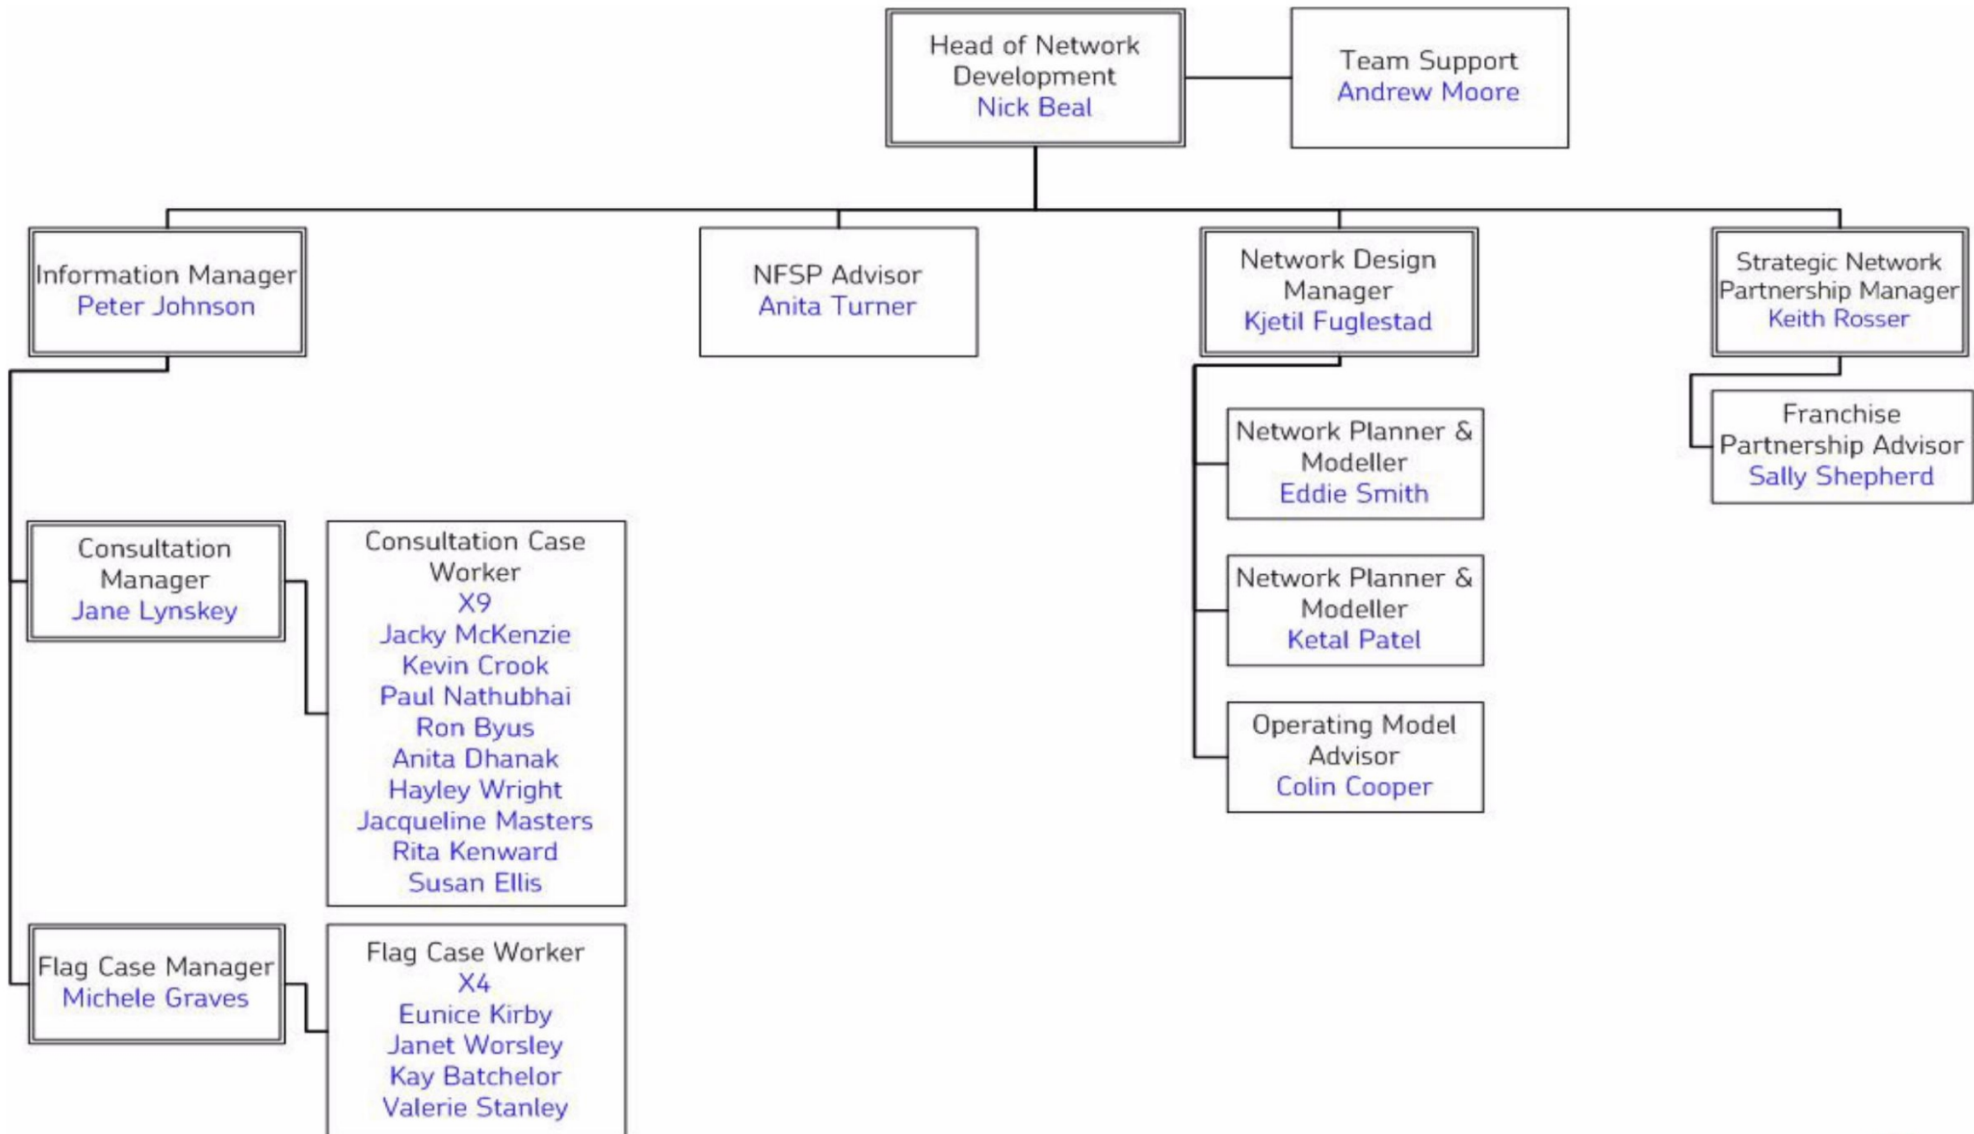 Head of Network
Development
Nick Beal
Team Support
Andrew Moore
Information Manager
Peter Johnson
NFSP Advisor
Anita Turner
Network Design
Manager
Kjetil Fuglestad
Strategic Network
Partnership Manager
Keith Rosser
Consultation
Manager
Jane Lynskey
Consultation Case
Worker
X9
Jacky McKenzie
Kevin Crook
Paul Nathubhai
Ron Byus
Anita Dhanak
Hayley Wright
Jacqueline Masters
Rita Kenward
Susan Ellis
Flag Case Manager
Michele Graves
Flag Case Worker
X4
Eunice Kirby
Janet Worsley
Kay Batchelor
Valerie Stanley
Network Planner &
Modeller
Eddie Smith
Network Planner &
Modeller
Ketal Patel
Operating Model
Advisor
Colin Cooper
Franchise
Partnership Advisor
Sally Shepherd